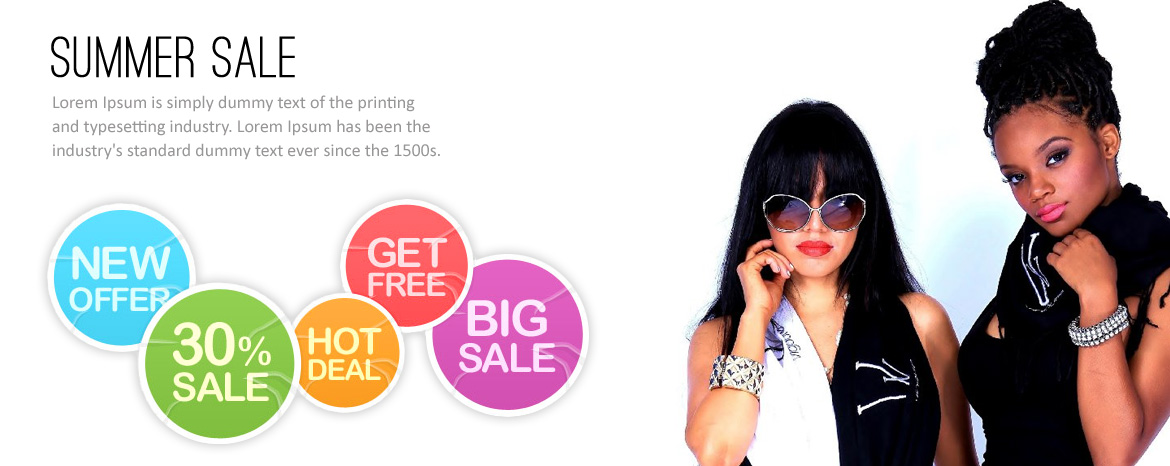 SUMMER SALE
Lorem Ipsum is simply dummy text of the printing
and typesetting industry. Lorem Ipsum has been the
industry's standard dummy text ever since the 1500s.
NEW
OFFER
30%
SALE
HOT
DEAL
GET
FREE
BIG
SALE